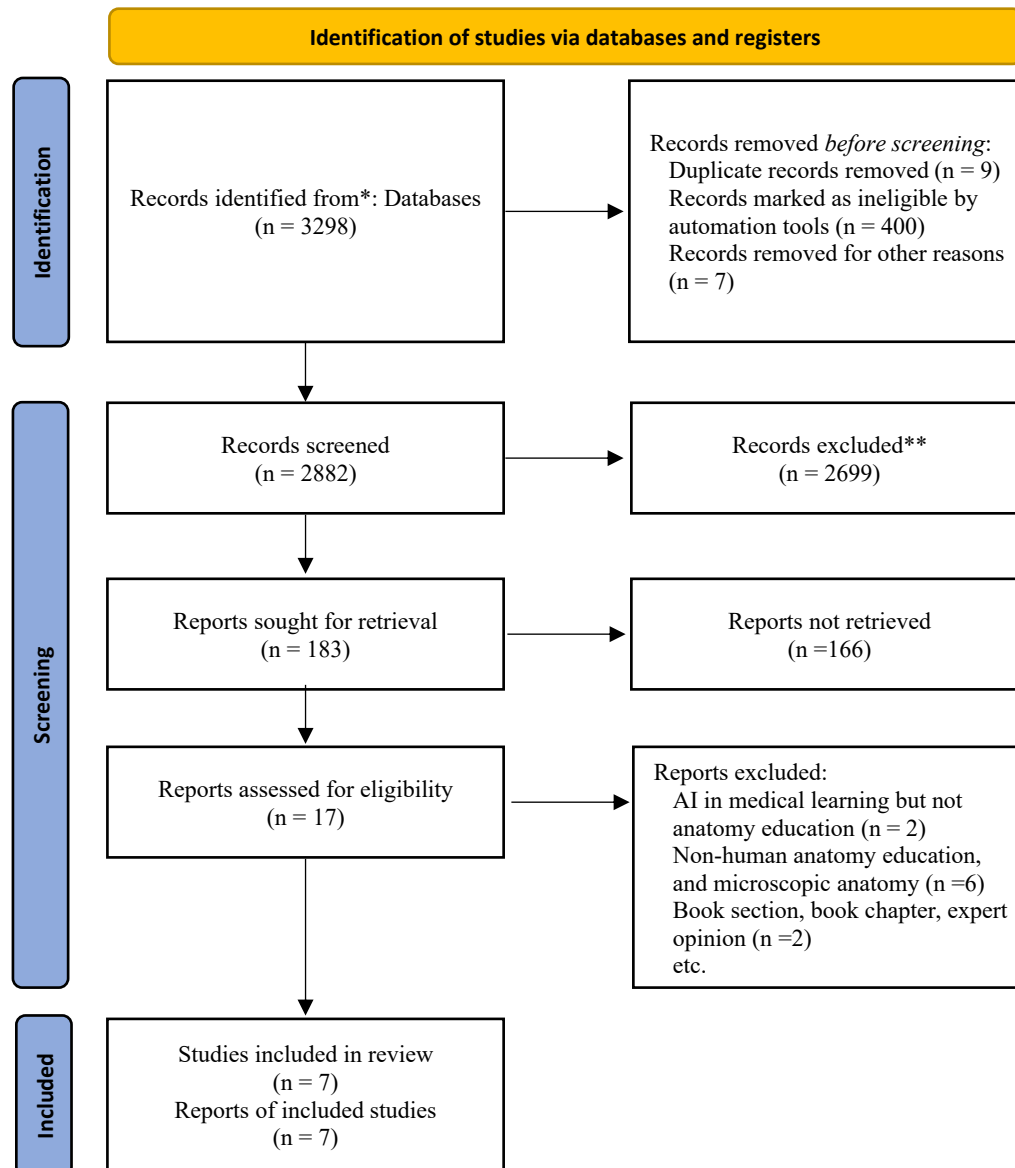 Identification of studies via databases and registers
Identification
Records identified from*: Databases
(n = 3298)
Records removed before screening:
Duplicate records removed (n = 9)
Records marked as ineligible by
automation tools (n = 400)
Records removed for other reasons
(n = 7)
Screening
Records screened
(n = 2882)
Records excluded**
(n = 2699)
Reports sought for retrieval
(n = 183)
Reports not retrieved
(n =166)
Reports assessed for eligibility
(n = 17)
Reports excluded:
AI in medical learning but not
anatomy education (n = 2)
Non-human anatomy education,
and microscopic anatomy (n =6)
Book section, book chapter, expert
opinion (n =2)
etc.
Included
Studies included in review
(n = 7)
Reports of included studies
(n = 7)